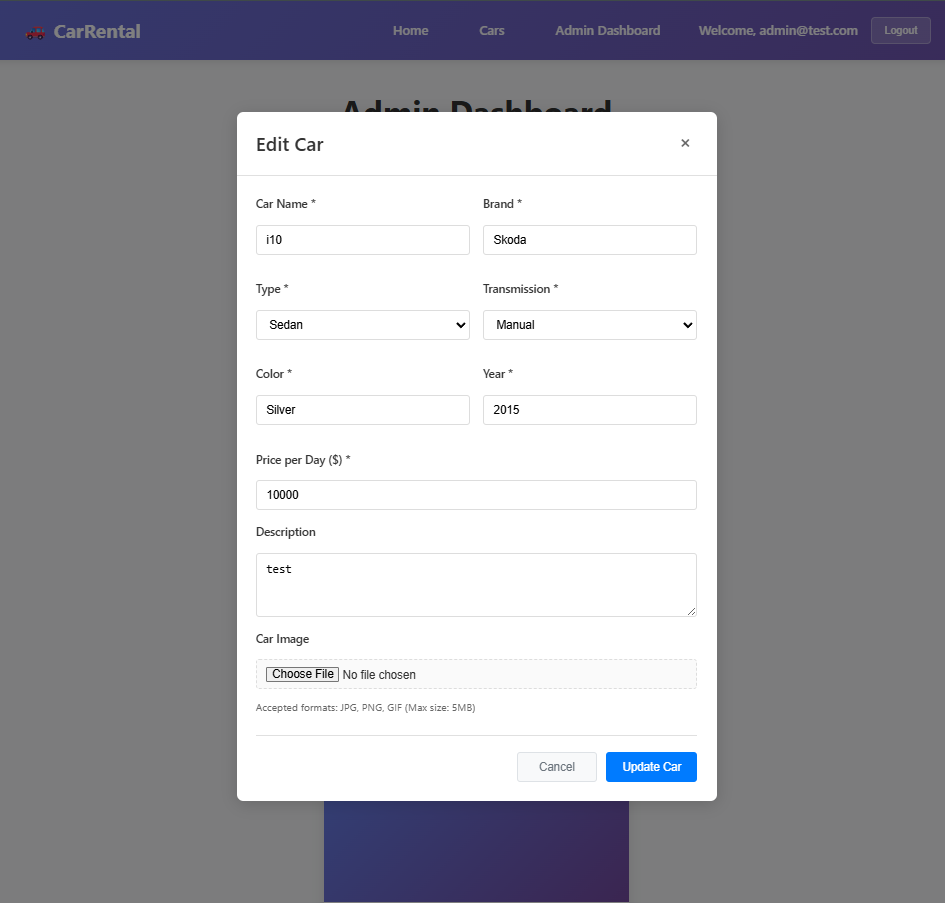 CarRental Home Cars Admin Dashboard Welcome, admin@test.com Logout
Admin Dashboard
Edit Car ×
Car Name * Brand *
i10 Skoda
Type * Transmission *
Sedan Manual
Color * Year *
Silver 2015
Price per Day ($) *
10000
Description
test
Car Image
Choose File No file chosen
Accepted formats: JPG, PNG, GIF (Max size: 5MB)
Cancel Update Car